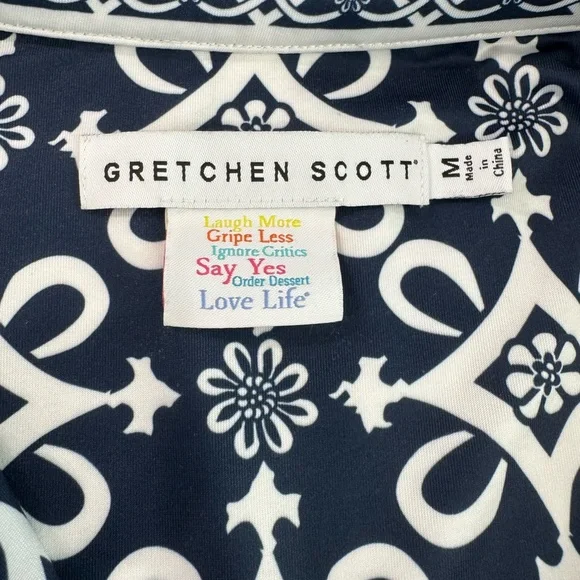 GRETCHEN SCOTT®
M
Made
in
China
Laugh More
Gripe Less
Ignore Critics
Say Yes
Order Dessert
Love Life®